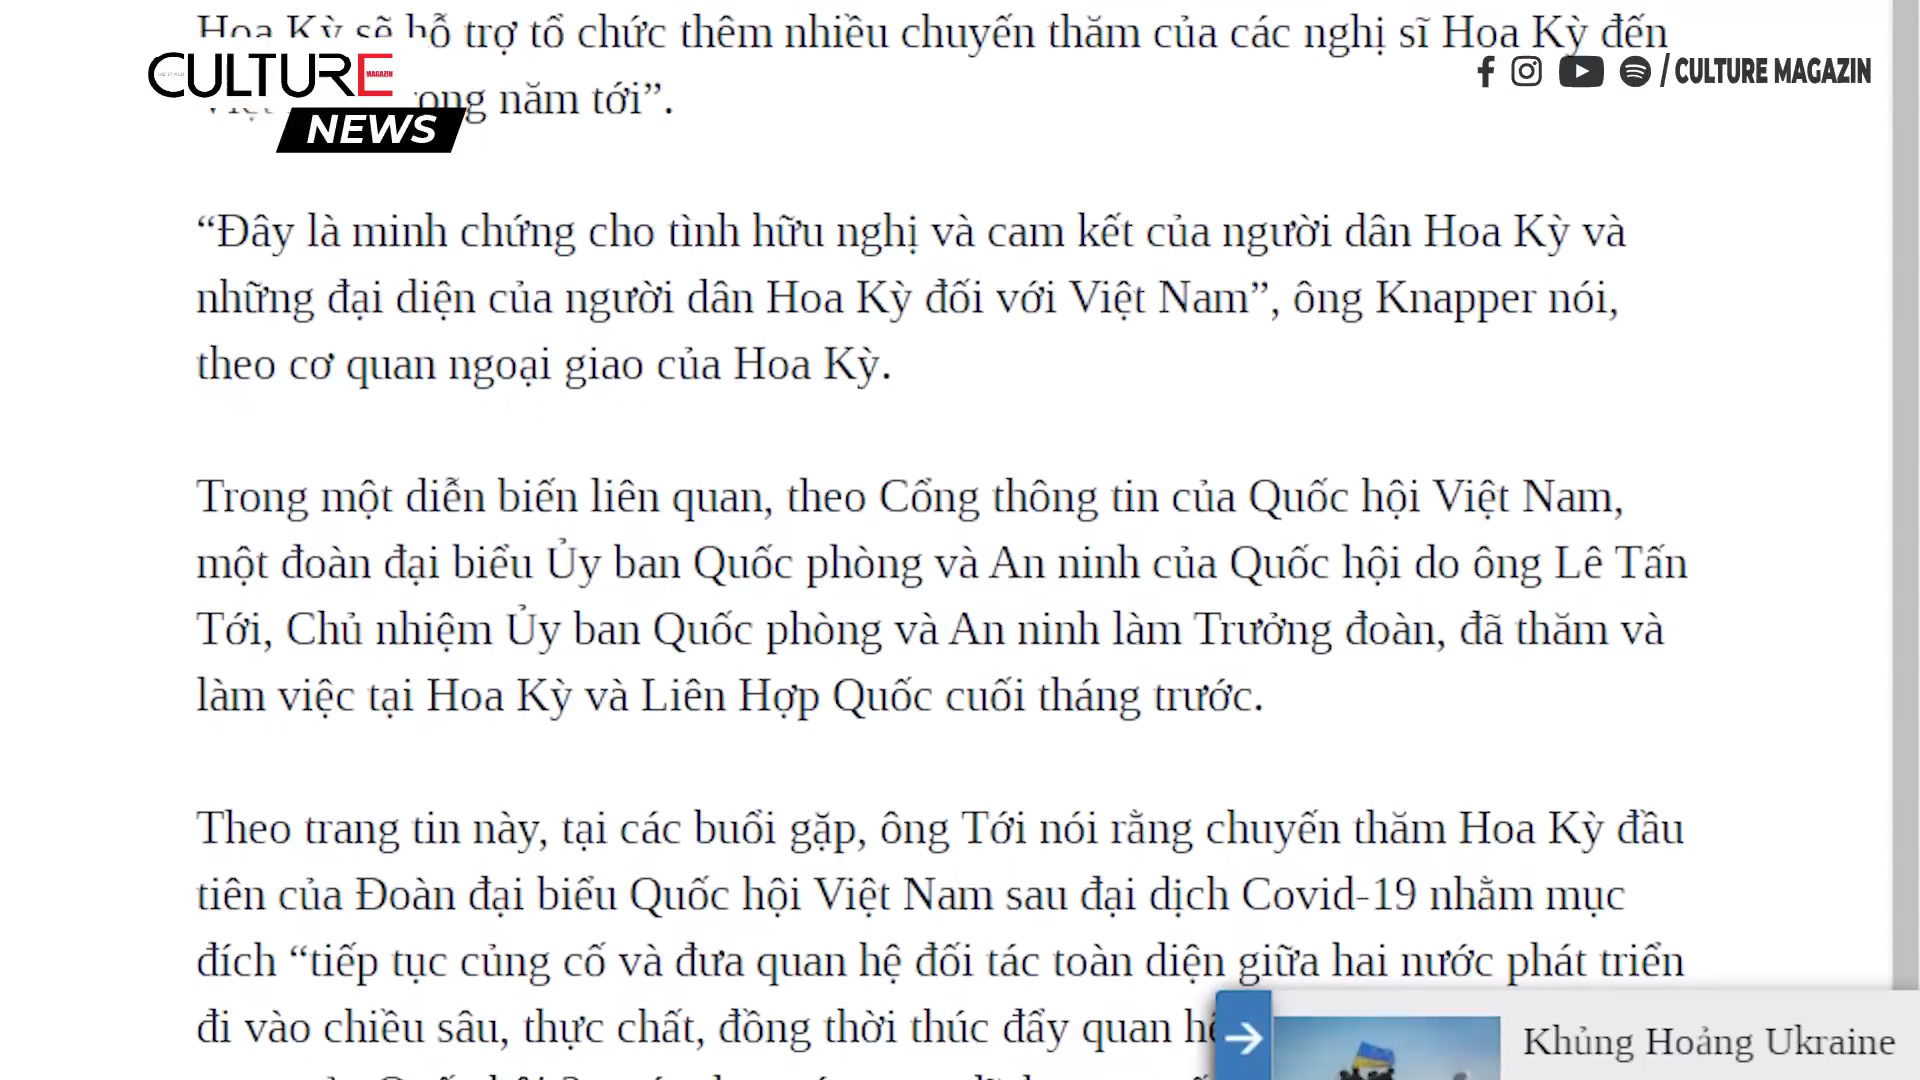 Hoa Kỳ sẽ hỗ trợ tổ chức thêm nhiều chuyến thăm của các nghị sĩ Hoa Kỳ đến
CULTURE
MAGAZIN
/ CULTURE MAGAZIN
năm tới”.
NEWS
“Đây là minh chứng cho tình hữu nghị và cam kết của người dân Hoa Kỳ và
những đại diện của người dân Hoa Kỳ đối với Việt Nam”, ông Knapper nói,
theo cơ quan ngoại giao của Hoa Kỳ.
Trong một diễn biến liên quan, theo Cổng thông tin của Quốc hội Việt Nam,
một đoàn đại biểu Ủy ban Quốc phòng và An ninh của Quốc hội do ông Lê Tấn
Tới, Chủ nhiệm Ủy ban Quốc phòng và An ninh làm Trưởng đoàn, đã thăm và
làm việc tại Hoa Kỳ và Liên Hợp Quốc cuối tháng trước.
Theo trang tin này, tại các buổi gặp, ông Tới nói rằng chuyến thăm Hoa Kỳ đầu
tiên của Đoàn đại biểu Quốc hội Việt Nam sau đại dịch Covid-19 nhằm mục
đích “tiếp tục củng cố và đưa quan hệ đối tác toàn diện giữa hai nước phát triển
đi vào chiều sâu, thực chất, đồng thời thúc đẩy quan hệ
Khủng Hoảng Ukraine